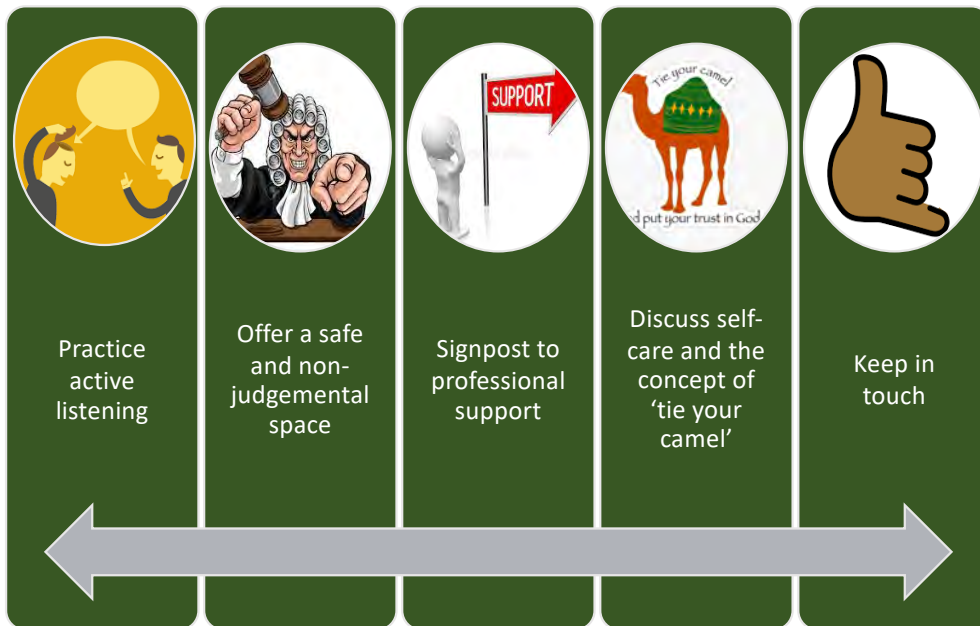 SUPPORT
Tie your camel
d put your trust in God
Practice
active
listening
Offer a safe
and non-
judgemental
space
Signpost to
professional
support
Discuss self-
care and the
concept of
‘tie your
camel’
Keep in
touch